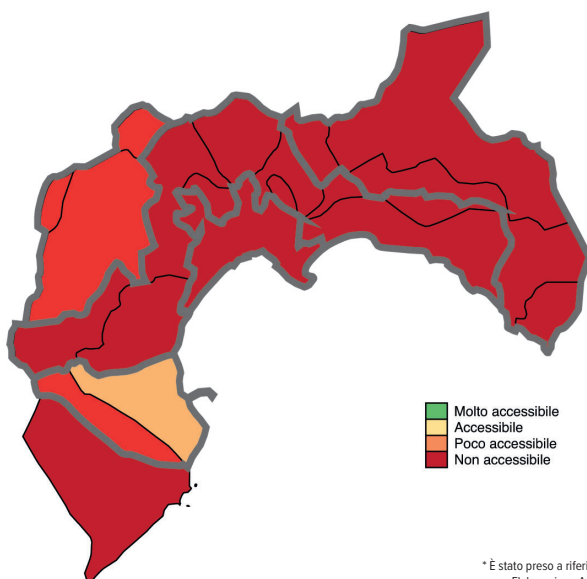 Molto accessibile
Accessibile
Poco accessibile
Non accessibile
* È stato preso a riferi